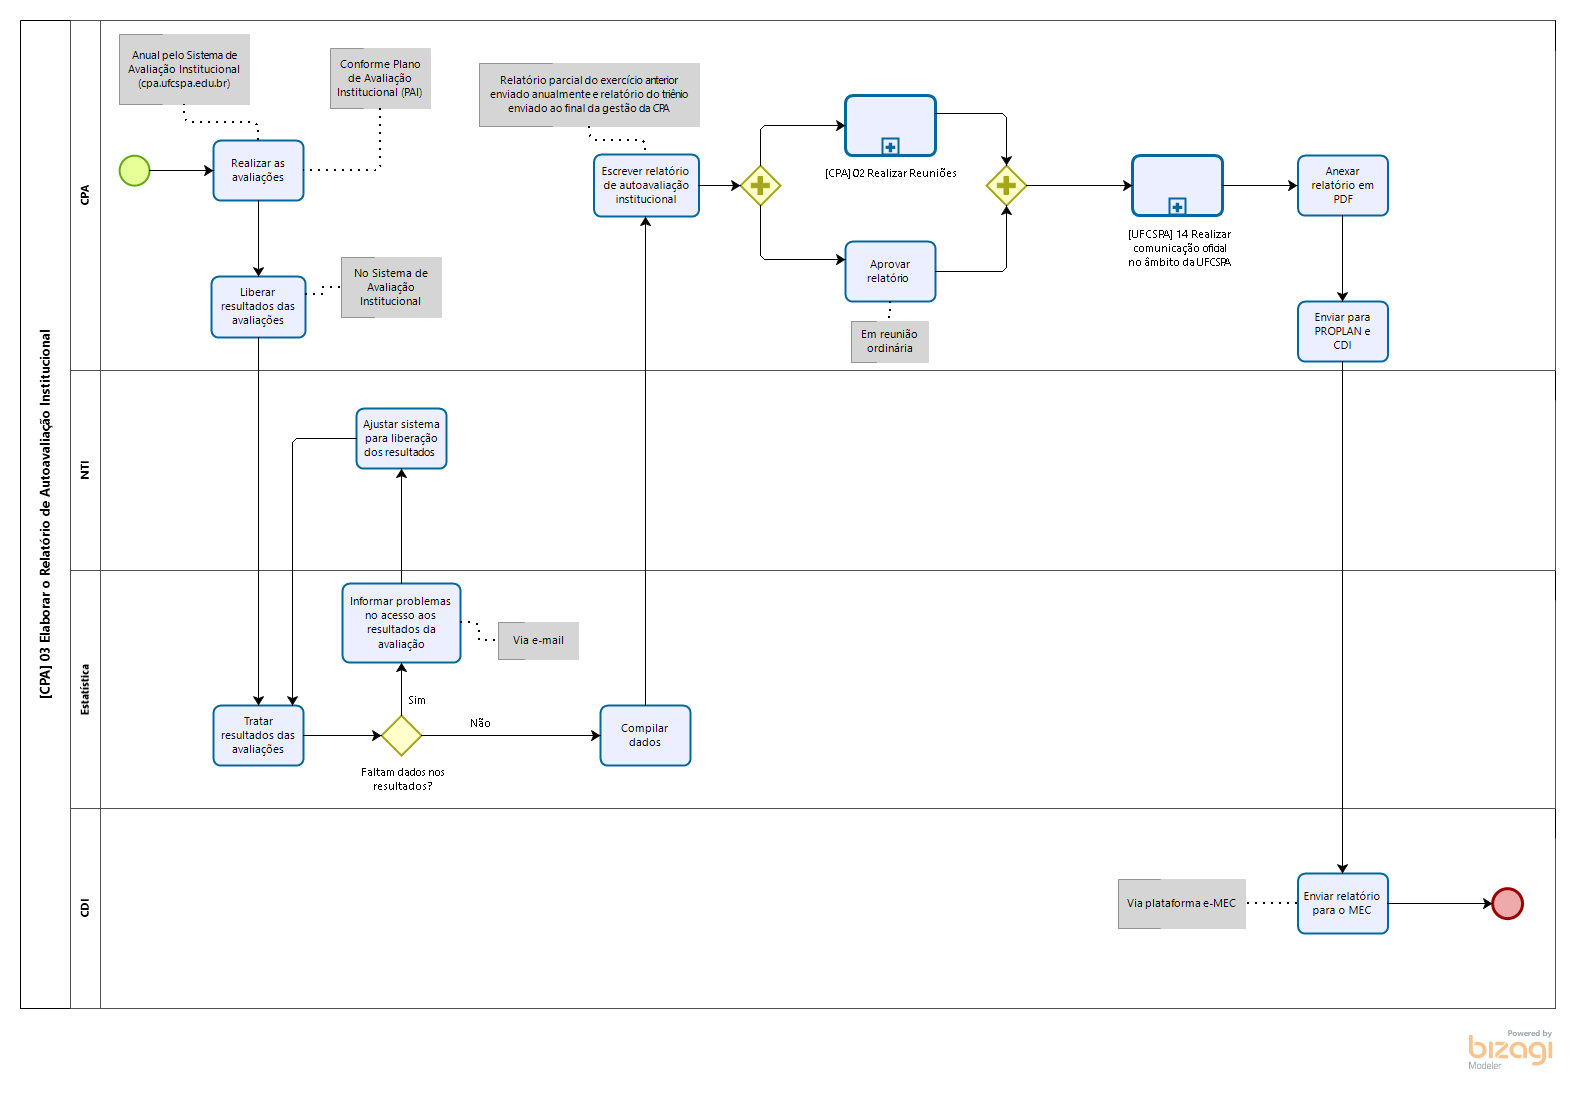 [CPA] 03 Elaborar o Relatório de Autoavaliação Institucional
CPA
Anual pelo Sistema de
Avaliação Institucional
(cpa.ufcspa.edu.br)
Conforme Plano
de Avaliação
Institucional (PAI)
Realizar as
avaliações
Liberar
resultados das
avaliações
No Sistema de
Avaliação
Institucional
Relatório parcial do exercício anterior
enviado anualmente e relatório do triênio
enviado ao final da gestão da CPA
Escrever relatório
de autoavaliação
institucional
[CPA] 02 Realizar Reuniões
Aprovar
relatório
Em reunião
ordinária
[UFCSPA] 14 Realizar
comunicação oficial
no âmbito da UFCSPA
Anexar
relatório em
PDF
Enviar para
PROPLAN e
CDI
NTI
Ajustar sistema
para liberação
dos resultados
Estatística
Informar problemas
no acesso aos
resultados da
avaliação
Via e-mail
Sim
Tratar
resultados das
avaliações
Não
Faltam dados nos
resultados?
Compilar
dados
CDI
Via plataforma e-MEC
Enviar relatório
para o MEC
Powered by
bizagi
Modeler